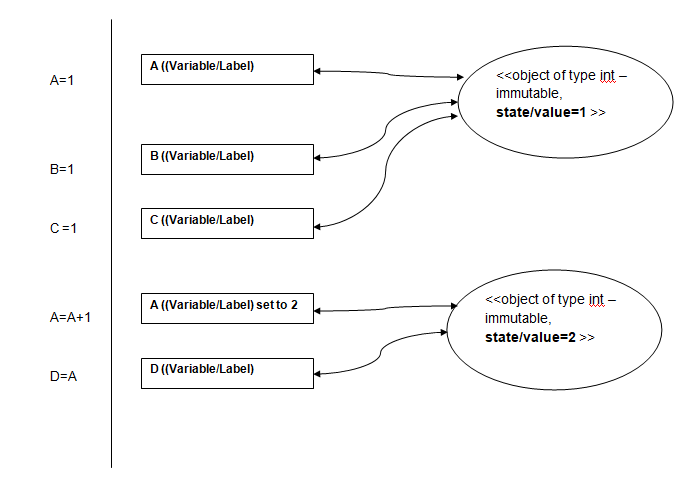 A=1
A ((Variable/Label)
<<object of type int –
immutable,
state/value=1 >>
B=1
B ((Variable/Label)
C =1
C ((Variable/Label)
A=A+1
A ((Variable/Label) set to 2
<<object of type int –
immutable,
state/value=2 >>
D=A
D ((Variable/Label)